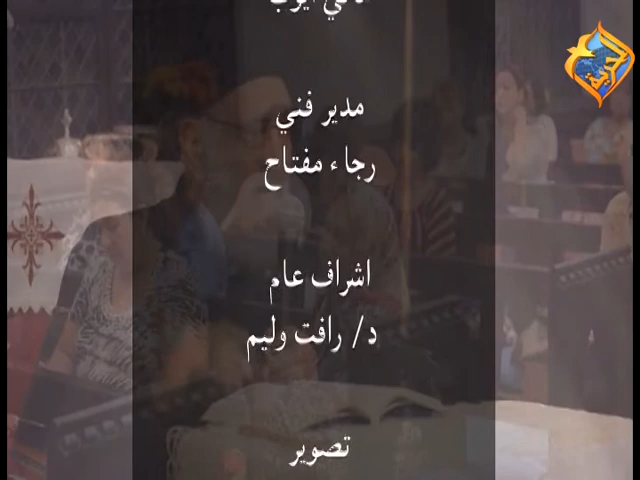 مدير فني
رجاء مفتاح
اشراف عام
د/ رافت وليم
تصوير